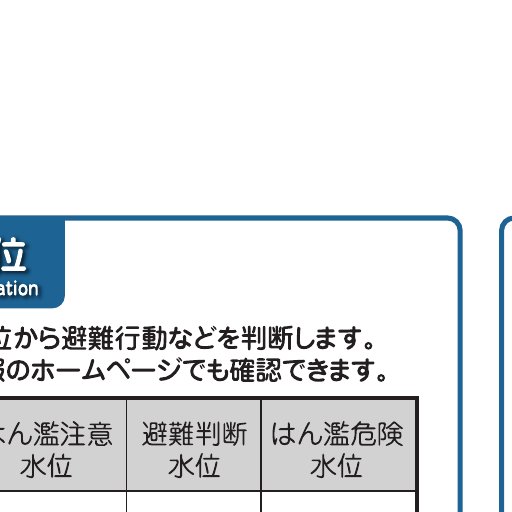 位
ation
位から避難行動などを判断します。
のホームページでも確認できます。
はん濫注意
水位
避難判断
水位
はん濫危険
水位